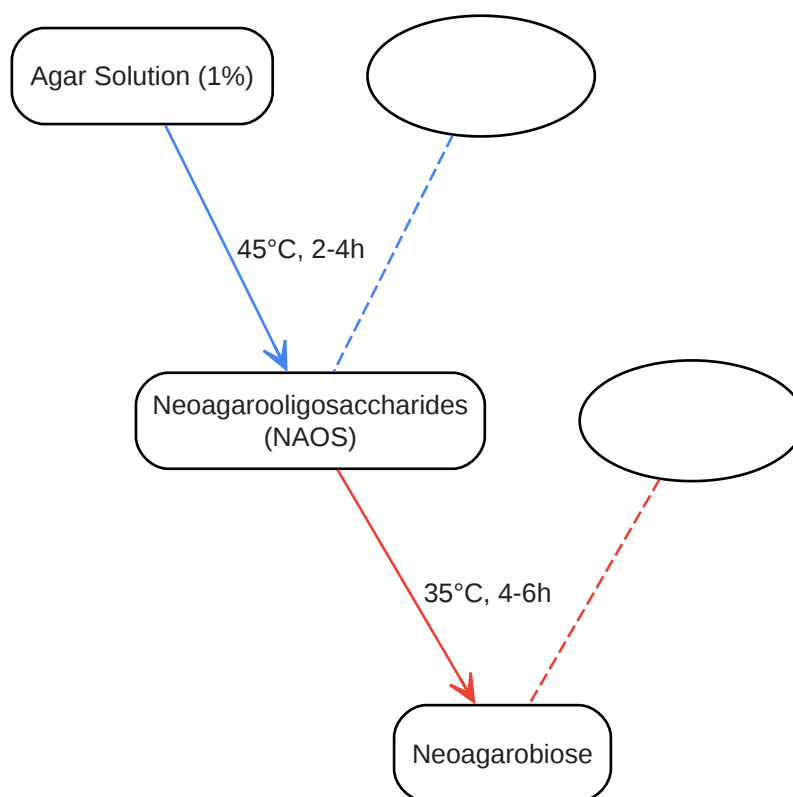 Agar Solution (1%)
45°C, 2-4h
Neoagarooligosaccharides
(NAOS)
35°C, 4-6h
Neoagarobiose